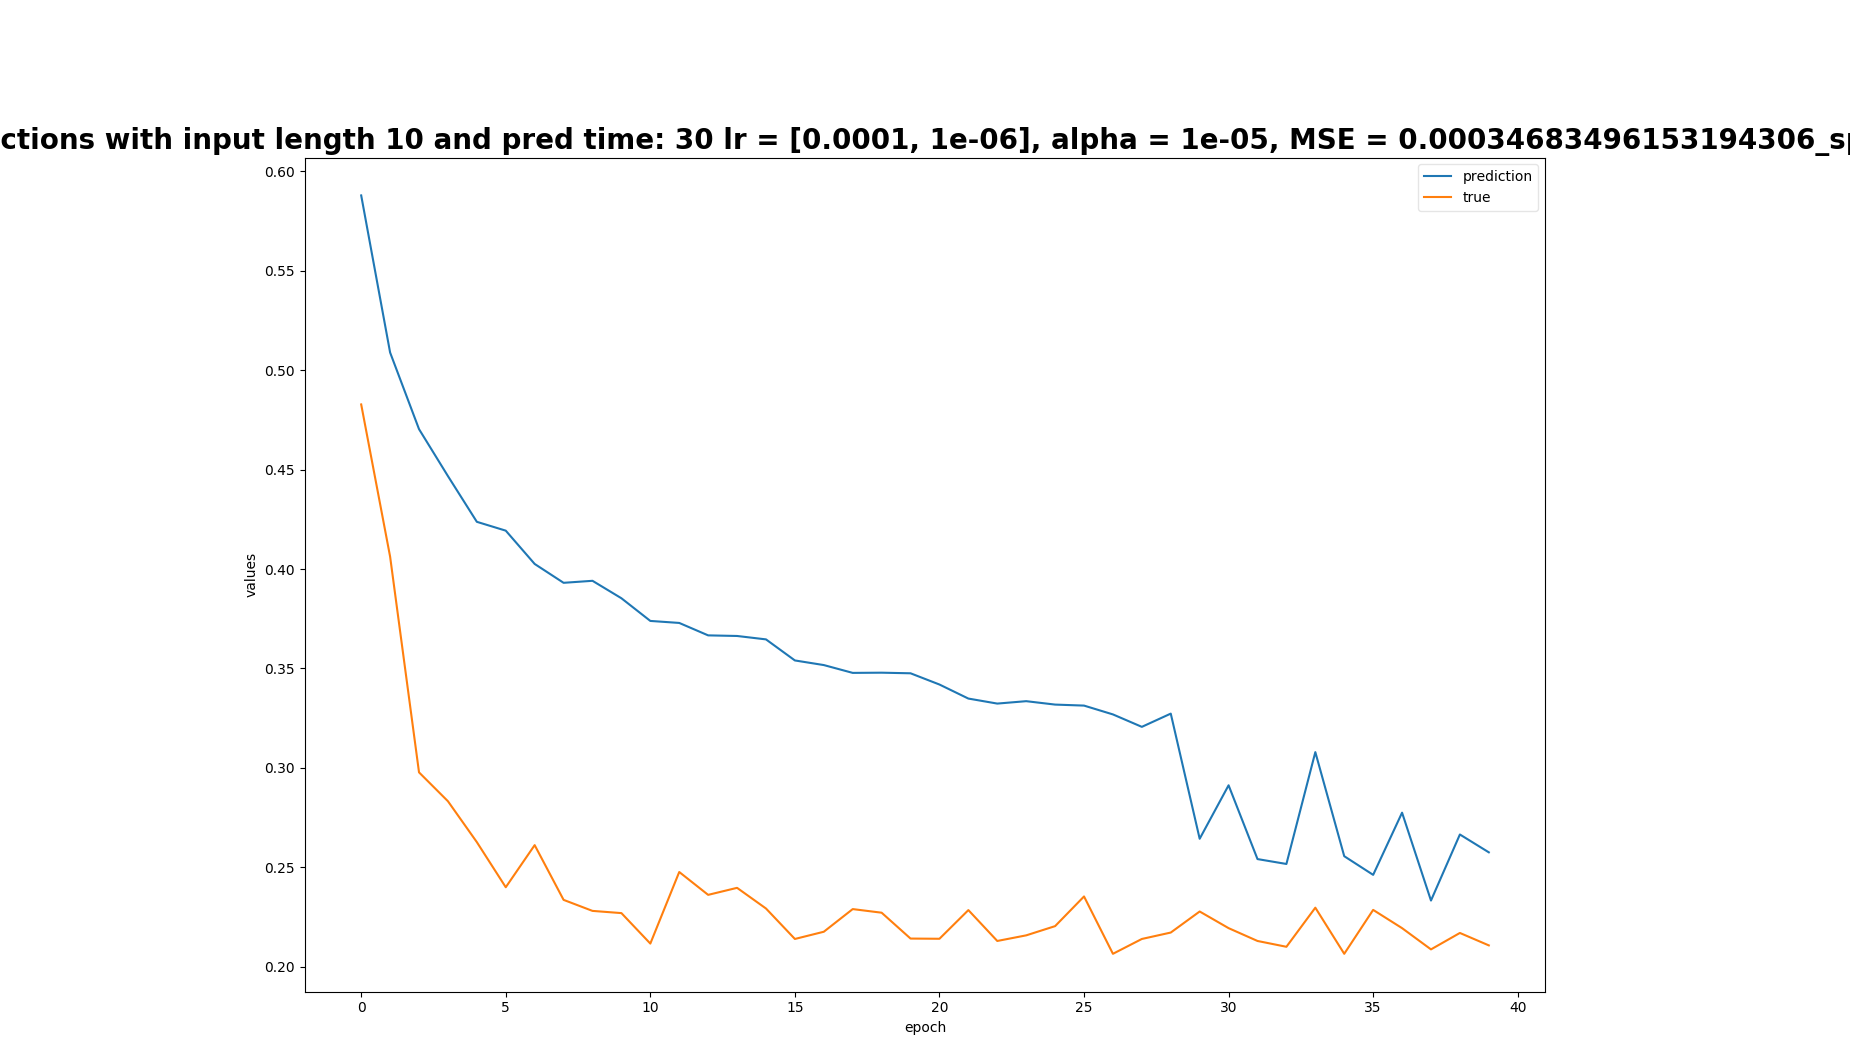 ctions with input length 10 and pred time: 30 lr = [0.0001, 1e-06], alpha = 1e-05, MSE = 0.00034683496153194306_sp
prediction
true
0.60
0.55
0.50
0.45
0.40
0.35
0.30
0.25
0.20
values
0 5 10 15 20 25 30 35 40
epoch